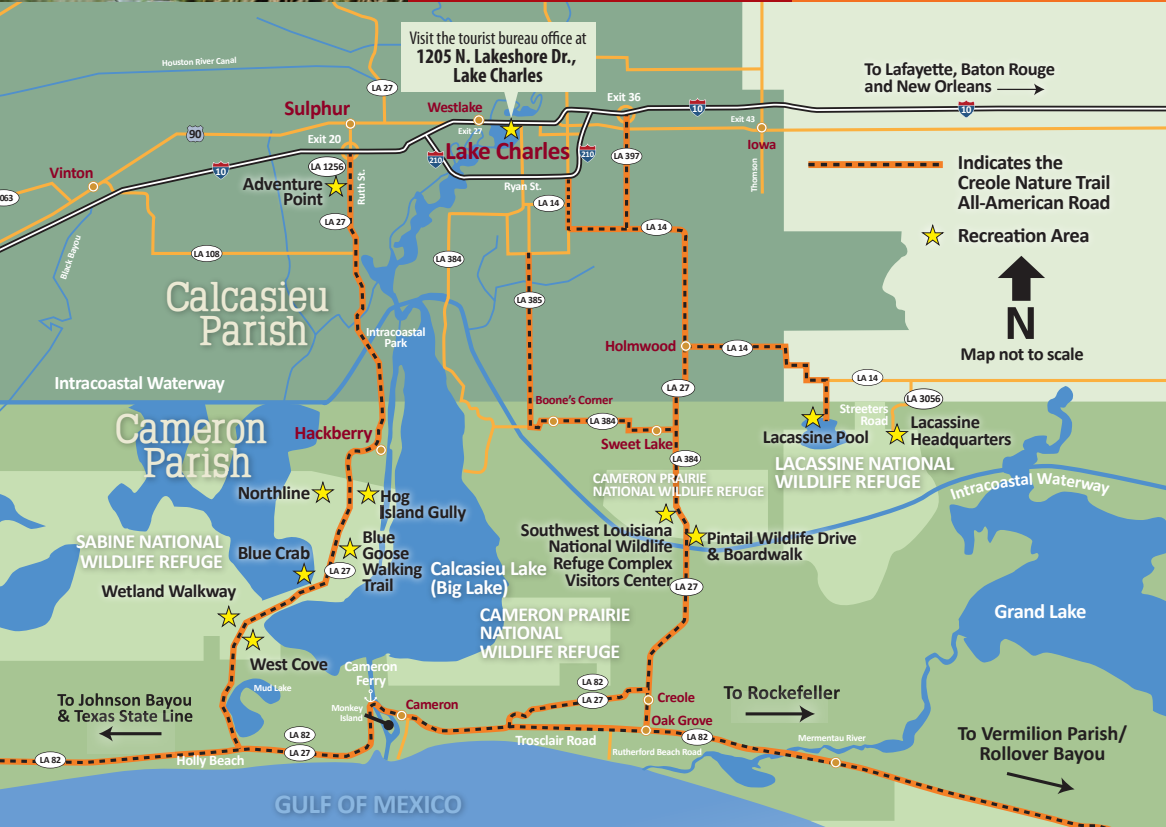 Visit the tourist bureau office at
1205 N. Lakeshore Dr.,
Lake Charles
Houston River Canal
LA 27
To Lafayette, Baton Rouge
and New Orleans
Sulphur
Westlake
Exit 36
10
10
90
Exit 27
Exit 43
Exit 20
210
Lake Charles
210
LA 397
Iowa
Indicates the
Creole Nature Trail
All-American Road
Vinton
10
LA 1256
Adventure
Point
Ruth St.
Ryan St.
Thomson
063
LA 14
LA 27
LA 14
Recreation Area
Black Bayou
LA 108
LA 384
N
Map not to scale
Calcasieu
Parish
LA 385
Intracoastal
Park
Holmwood
LA 14
Intracoastal Waterway
LA 14
LA 27
LA 3056
Boone's Corner
Streeters
Road
Cameron
Parish
Hackberry
LA 384
Sweet Lake
Lacassine Pool
Lacassine
Headquarters
LA 384
LACASSINE NATIONAL
WILDLIFE REFUGE
CAMERON PRAIRIE
NATIONAL WILDLIFE REFUGE
Intracoastal Waterway
Northline
Hog
Island Gully
Southwest Louisiana
National Wildlife
Refuge Complex
Visitors Center
Pintail Wildlife Drive
& Boardwalk
SABINE NATIONAL
WILDLIFE REFUGE
Blue Crab
Blue
Goose
Walking
Trail
LA 27
Calcasieu Lake
(Big Lake)
LA 27
Wetland Walkway
Grand Lake
CAMERON PRAIRIE
NATIONAL
WILDLIFE REFUGE
West Cove
Cameron
Ferry
Mud Lake
To Johnson Bayou
& Texas State Line
Monkey
Island
Cameron
LA 82
LA 27
Creole
To Rockefeller
Oak Grove
LA 82
LA 82
LA 27
Trosclair Road
Rutherford Beach Road
Mermentau River
To Vermilion Parish/
Rollover Bayou
LA 82
Holly Beach
GULF OF MEXICO